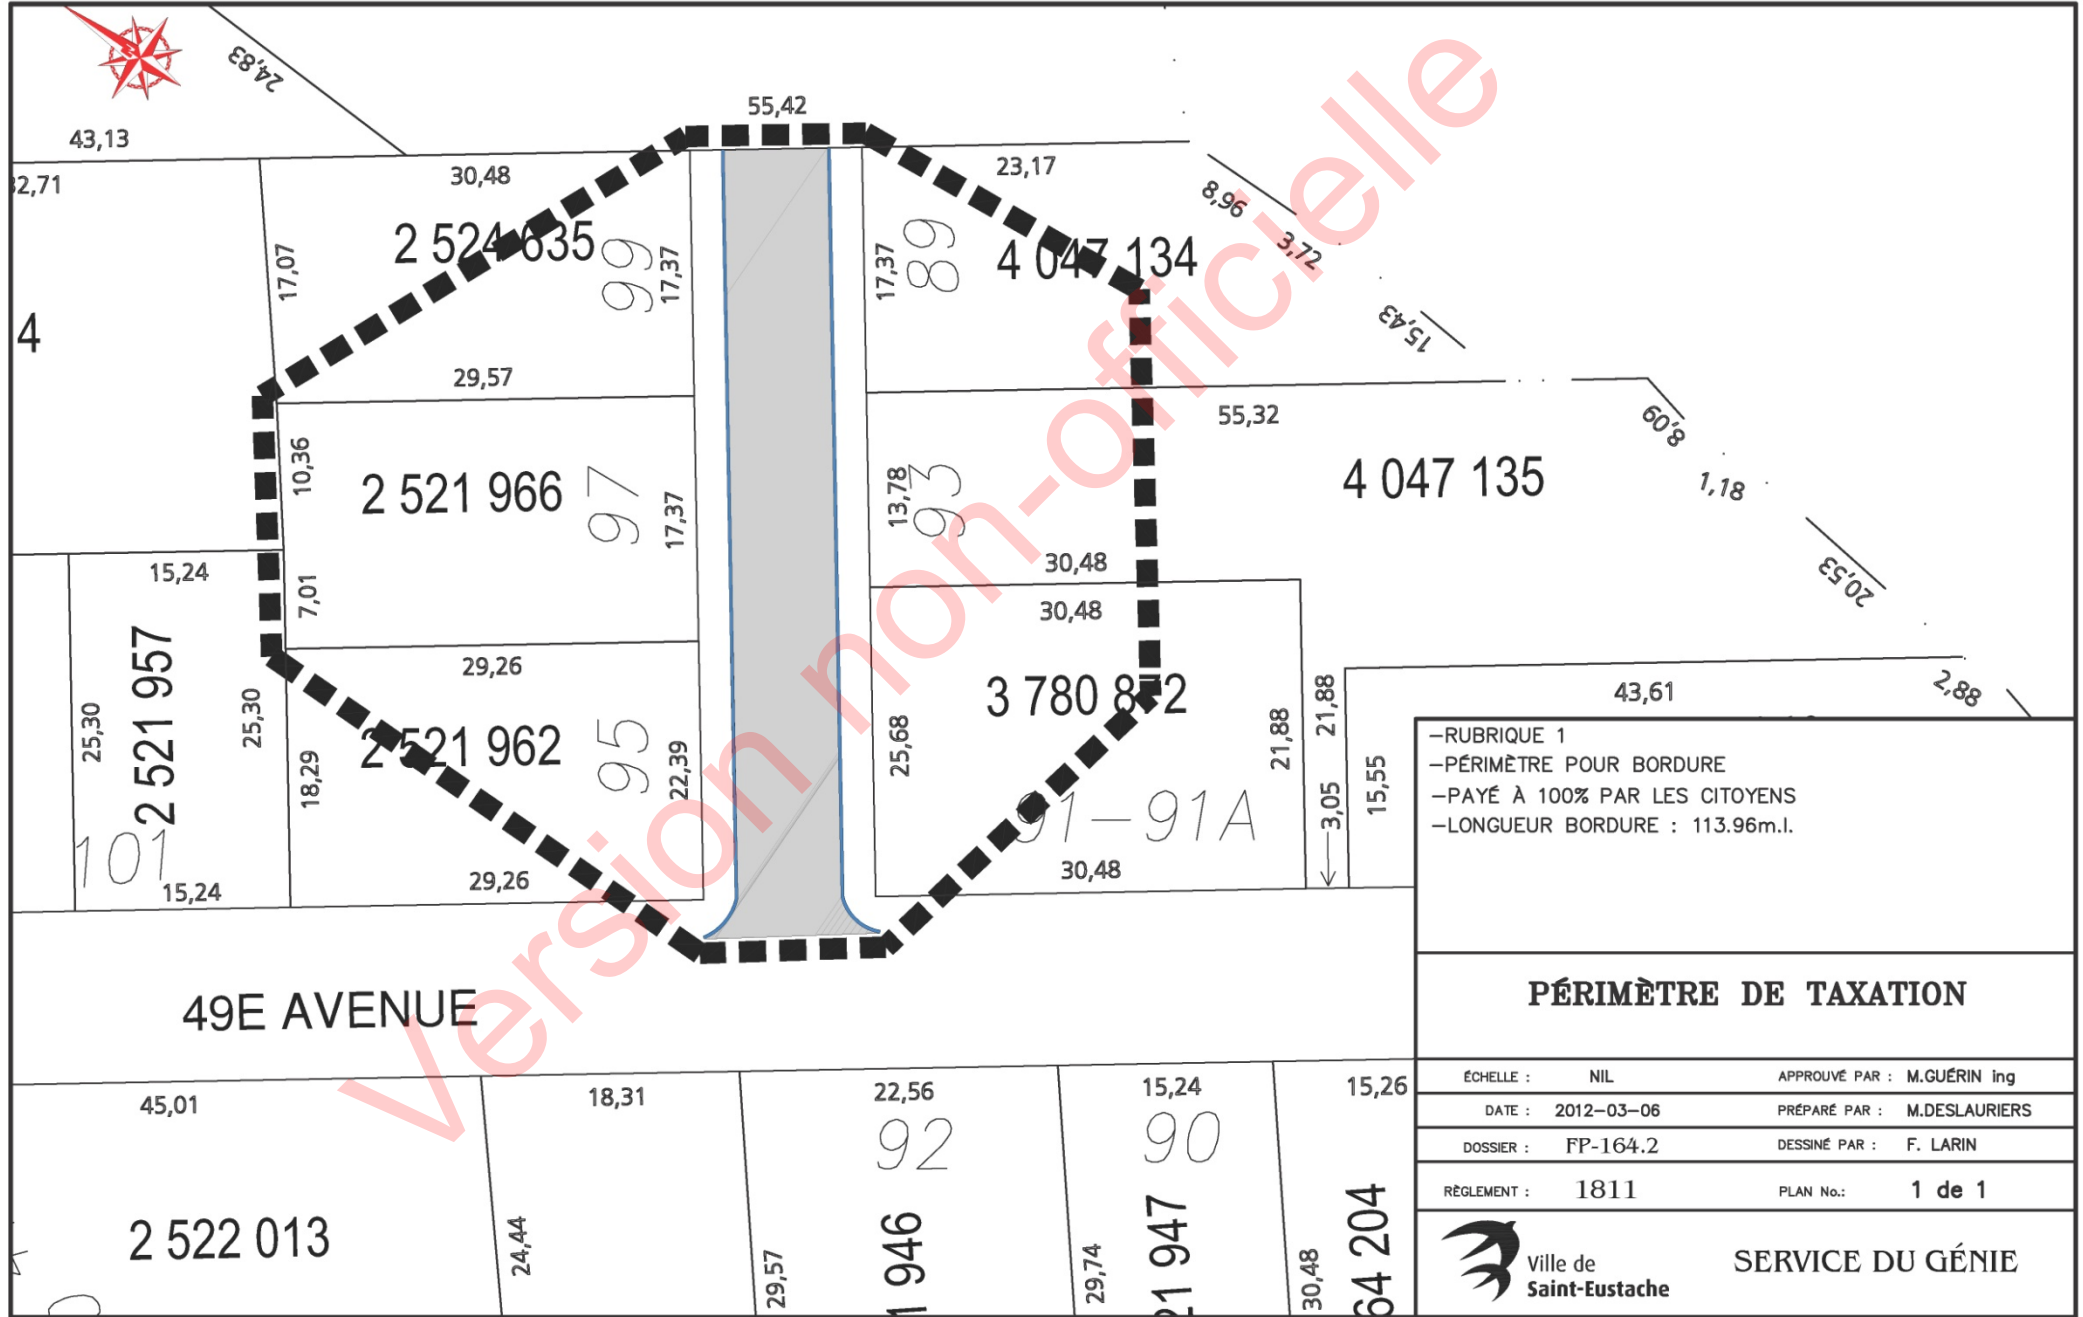 24,83
55,42
43,13
32,71
30,48
23,17
8,96
2 524 635
99
17,37
17,07
17,37
89
4 047 134
3,72
15,43
4
29,57
55,32
8,09
10,36
2 521 966
97
17,37
13,78
93
4 047 135
1,18
15,24
30,48
20,53
7,01
30,48
2 521 957
29,26
3 780 872
21,88
43,61
2,88
25,30
25,30
18,29
2 521 962
95
22,39
25,68
21,88
3,05
15,55
91-91A
101
15,24
29,26
30,48
49E AVENUE
45,01
18,31
22,56
15,24
15,26
92
90
2 522 013
24,44
29,57
1 946
29,74
21 947
30,48
64 204
Version non-officielle
-RUBRIQUE 1
-PÉRIMÈTRE POUR BORDURE
-PAYÉ À 100% PAR LES CITOYENS
-LONGUEUR BORDURE : 113.96m.l.
PÉRIMÈTRE DE TAXATION
ÉCHELLE : NIL APPROUVÉ PAR : M.GUÉRIN ing
DATE : 2012-03-06 PRÉPARÉ PAR : M.DESLAURIERS
DOSSIER : FP-164.2 DESSINÉ PAR : F. LARIN
RÈGLEMENT : 1811 PLAN No.: 1 de 1
Ville de
Saint-Eustache
SERVICE DU GÉNIE